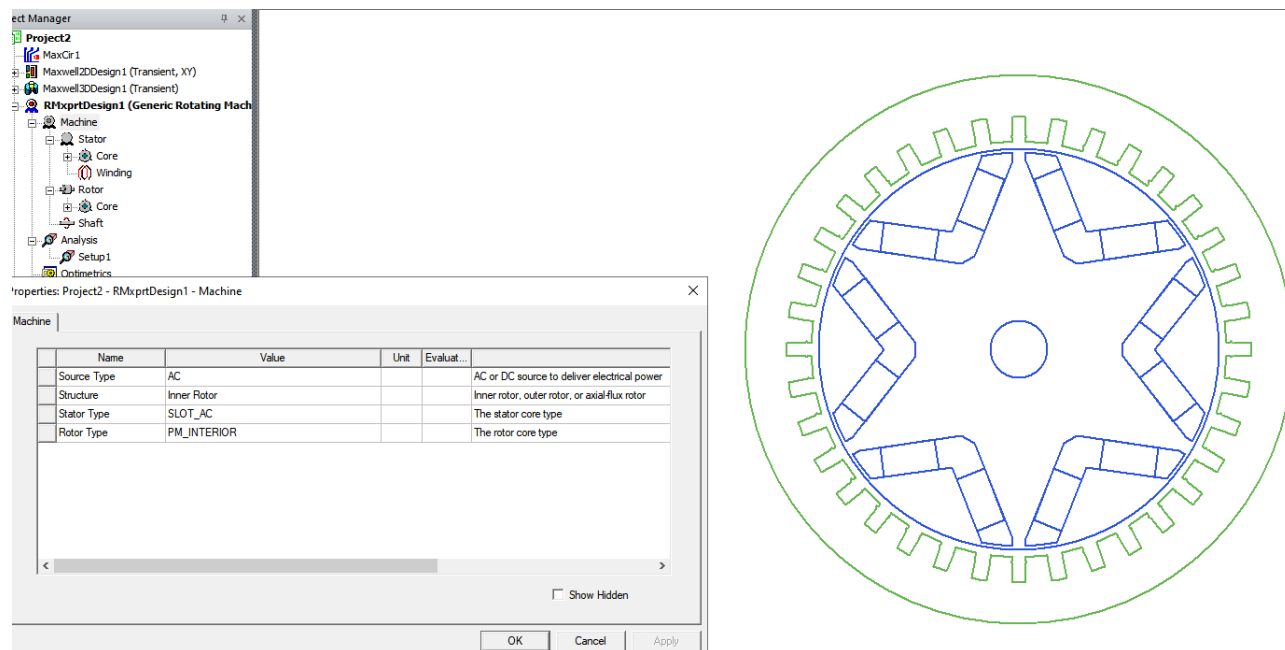 ect Manager
Project2
MaxCir1
Maxwell2DDesign1 (Transient, XY)
Maxwell3DDesign1 (Transient)
RMxprtDesign1 (Generic Rotating Mach
Machine
Stator
Core
Winding
Rotor
Core
Shaft
Analysis
Setup1
Optimetrics
Properties: Project2 - RMxprtDesign1 - Machine
Machine
Name Value Unit Evaluat...
Source Type AC AC or DC source to deliver electrical power
Structure Inner Rotor Inner rotor, outer rotor, or axial-flux rotor
Stator Type SLOT_AC The stator core type
Rotor Type PM_INTERIOR The rotor core type
Show Hidden
OK Cancel Apply